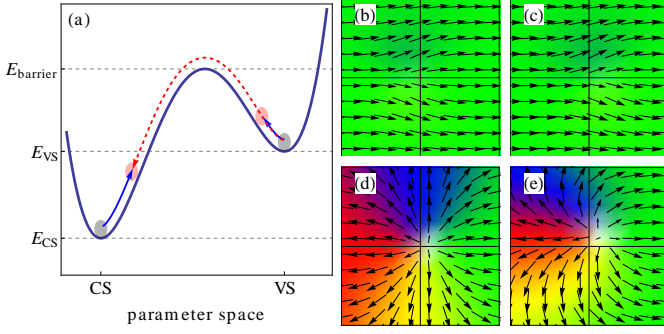 (a)
E_barrier
E_VS
E_CS
CS
VS
parameter space
(b)
(c)
(d)
(e)